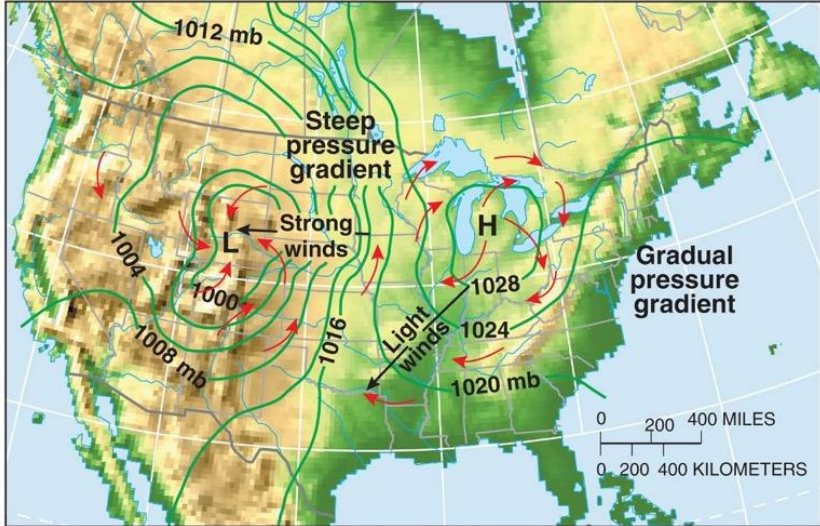 1012 mb
Steep
pressure
gradient
H
L
Strong
winds
Gradual
pressure
gradient
1004
1000
1028
1008 mb
1016
Light
winds
1024
1020 mb
0 200 400 MILES
0 200 400 KILOMETERS